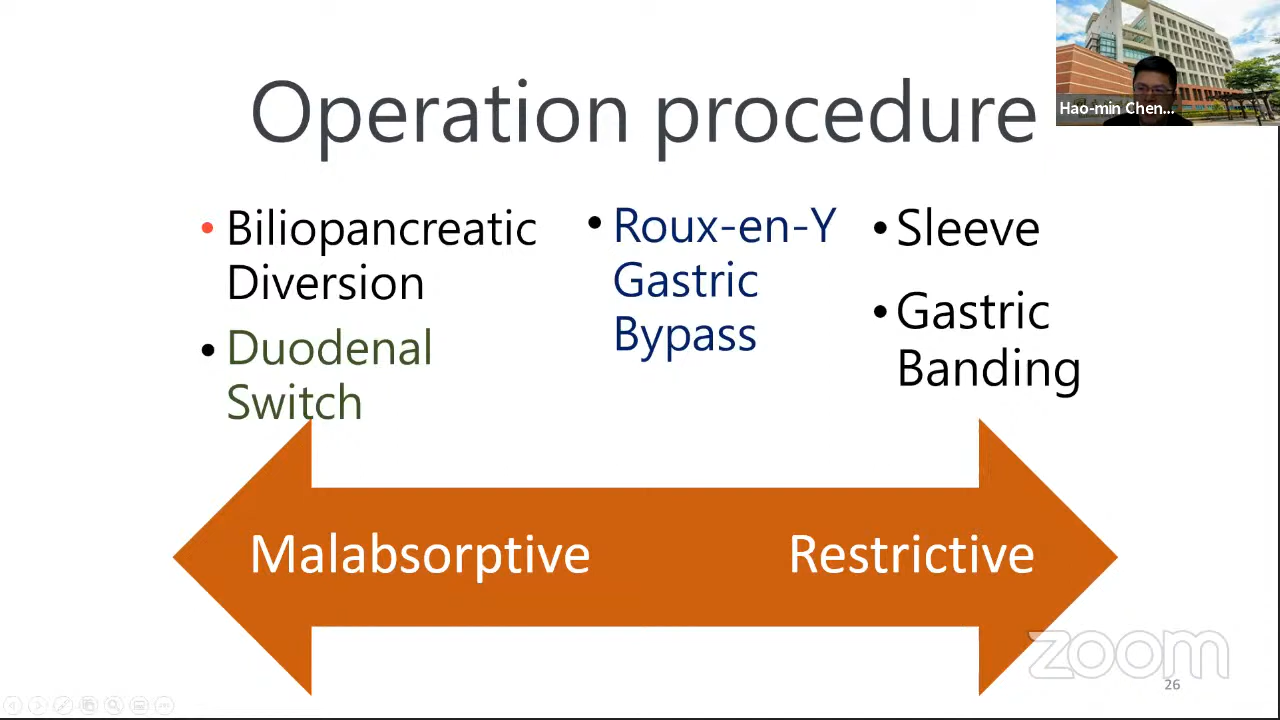 Operation procedure
Hao-min Chen...
• Biliopancreatic
Diversion
• Duodenal
Switch
• Roux-en-Y
Gastric
Bypass
• Sleeve
• Gastric
Banding
Malabsorptive
Restrictive
zoom
26